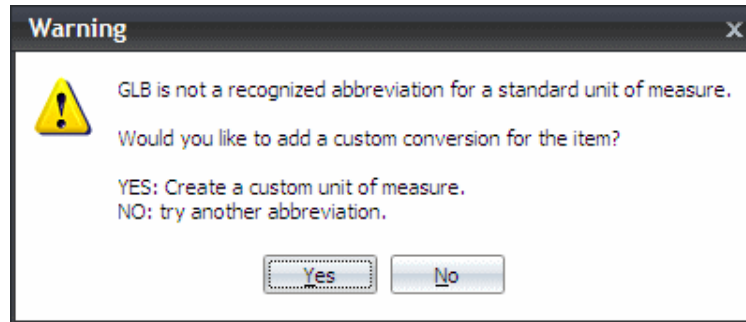 Warning
GLB is not a recognized abbreviation for a standard unit of measure.
Would you like to add a custom conversion for the item?
YES: Create a custom unit of measure.
NO: try another abbreviation.
Yes
No